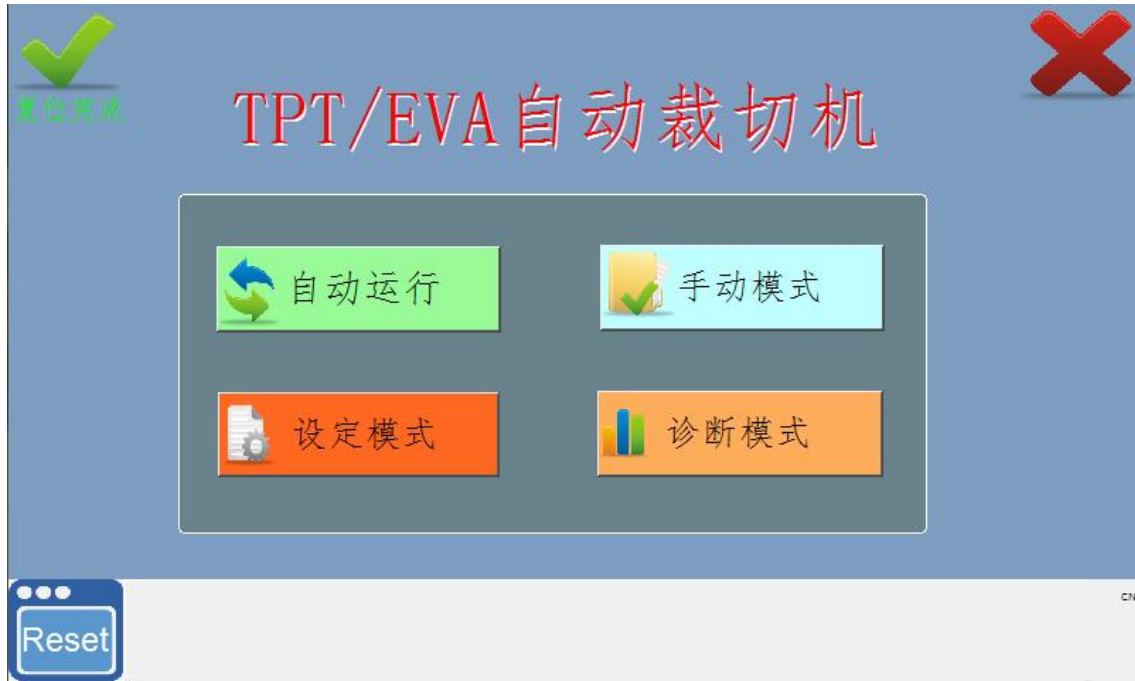 复位完成
TPT/EVA自动裁切机
自动运行
手动模式
设定模式
诊断模式
CN
Reset